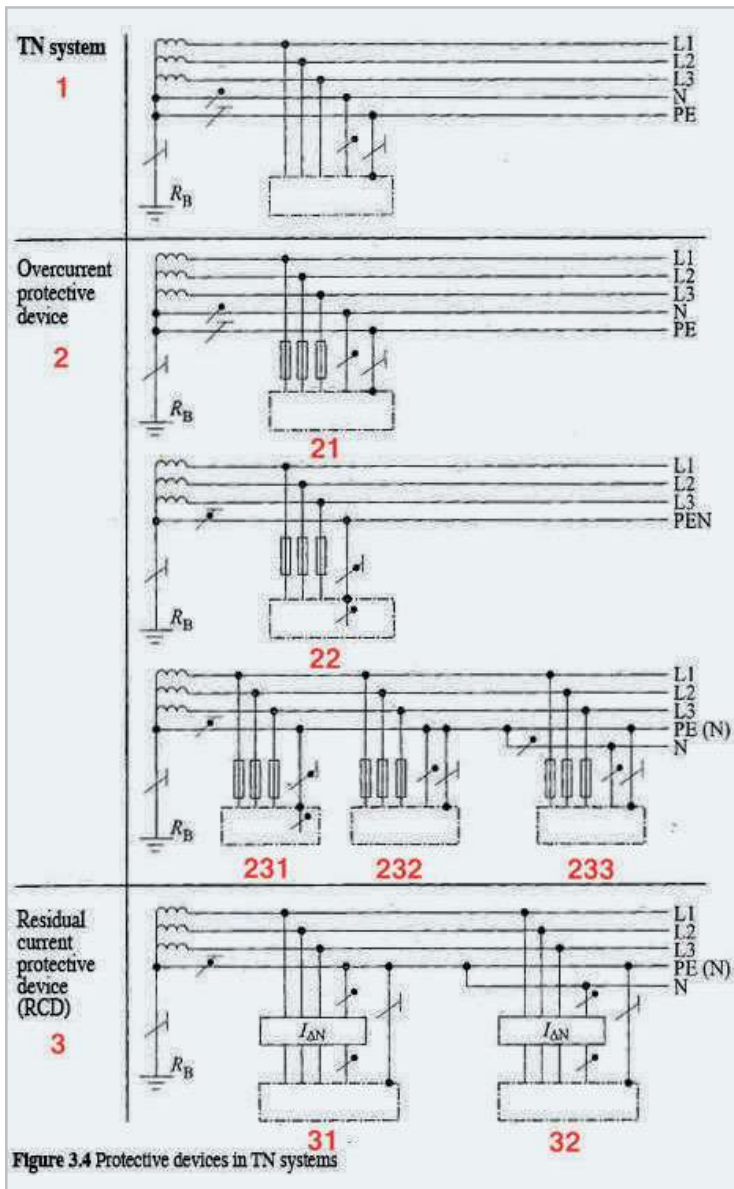 TN system
1
L1
L2
L3
N
PE
R_B
Overcurrent
protective
device
2
L1
L2
L3
N
PE
R_B
21
L1
L2
L3
PEN
R_B
22
L1
L2
L3
PE (N)
N
R_B
231 232 233
Residual
current
protective
device
(RCD)
3
L1
L2
L3
PE (N)
N
I_ΔN I_ΔN
R_B
31 32
Figure 3.4 Protective devices in TN systems